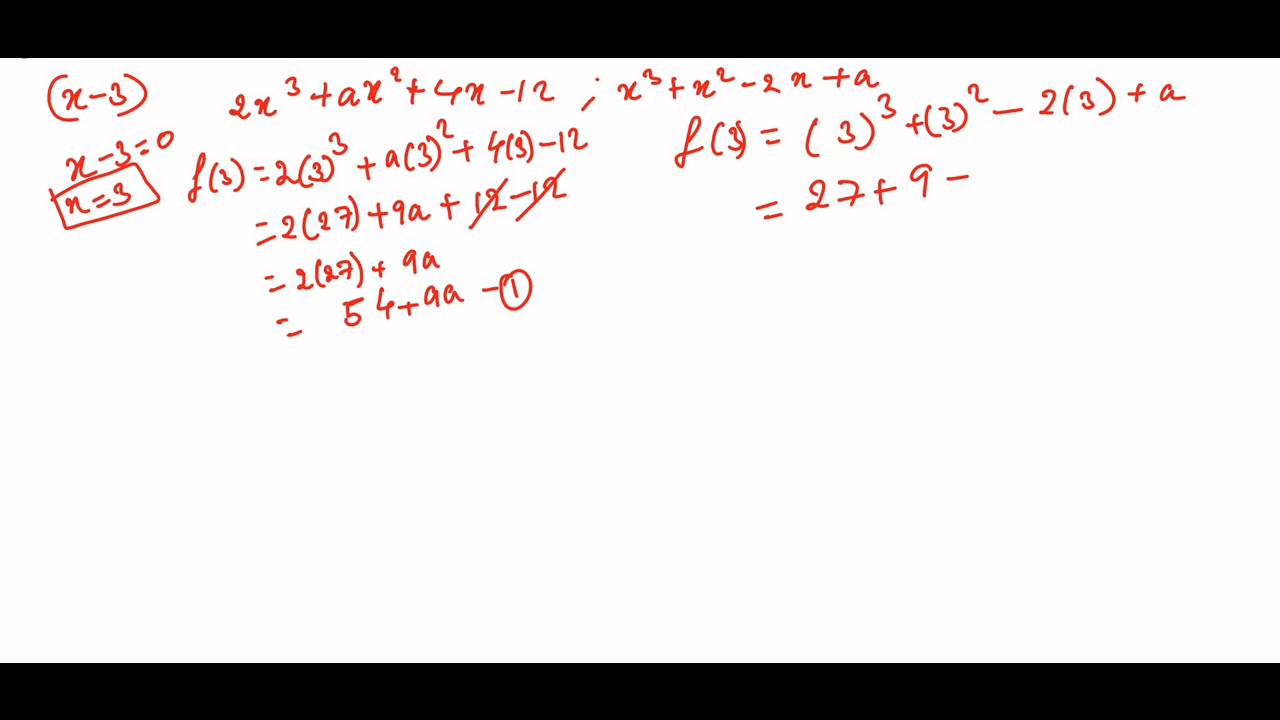 (x-3) 2x³+ax²+4x-12 ; x³+x²-2x+a
x-3=0
x=3
f(3)=2(3)³+a(3)²+4(3)-12
=2(27)+9a+12-12
=2(27)+9a
= 54+9a -①
f(3)=(3)³+(3)²-2(3)+a
=27+9-